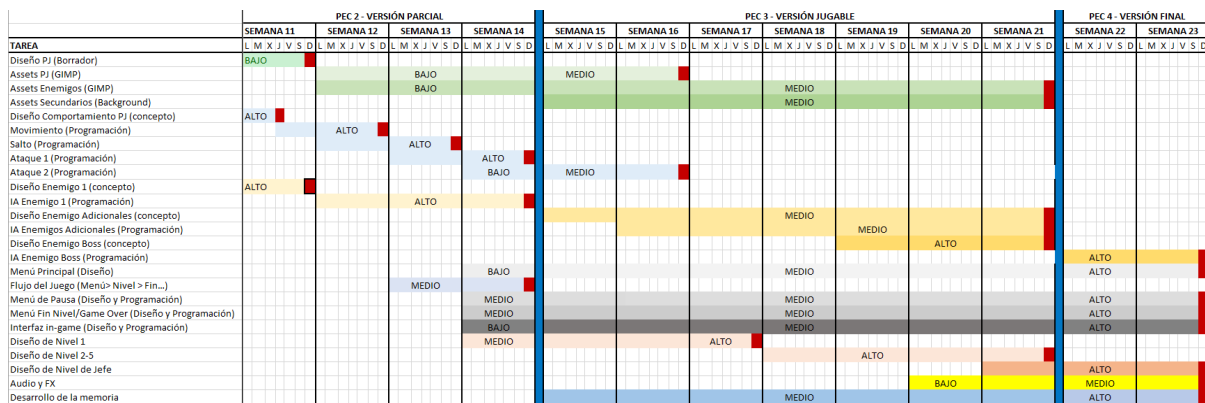 PEC 2 - VERSIÓN PARCIAL PEC 3 - VERSIÓN JUGABLE PEC 4 - VERSIÓN FINAL
SEMANA 11 SEMANA 12 SEMANA 13 SEMANA 14 SEMANA 15 SEMANA 16 SEMANA 17 SEMANA 18 SEMANA 19 SEMANA 20 SEMANA 21 SEMANA 22 SEMANA 23
TAREA L M X J V S D L M X J V S D L M X J V S D L M X J V S D L M X J V S D L M X J V S D L M X J V S D L M X J V S D L M X J V S D L M X J V S D L M X J V S D L M X J V S D L M X J V S D
Diseño PJ (Borrador) BAJO
Assets PJ (GIMP) BAJO MEDIO
Assets Enemigos (GIMP) BAJO MEDIO
Assets Secundarios (Background) MEDIO
Diseño Comportamiento PJ (concepto) ALTO
Movimiento (Programación) ALTO
Salto (Programación) ALTO
Ataque 1 (Programación) ALTO
Ataque 2 (Programación) BAJO MEDIO
Diseño Enemigo 1 (concepto) ALTO
IA Enemigo 1 (Programación) ALTO
Diseño Enemigo Adicionales (concepto) MEDIO
IA Enemigos Adicionales (Programación) MEDIO
Diseño Enemigo Boss (concepto) ALTO
IA Enemigo Boss (Programación) ALTO
Menú Principal (Diseño) BAJO MEDIO ALTO
Flujo del Juego (Menú> Nivel > Fin...) MEDIO
Menú de Pausa (Diseño y Programación) MEDIO MEDIO ALTO
Menú Fin Nivel/Game Over (Diseño y Programación) MEDIO MEDIO ALTO
Interfaz in-game (Diseño y Programación) BAJO MEDIO ALTO
Diseño de Nivel 1 MEDIO ALTO
Diseño de Nivel 2-5 ALTO
Diseño de Nivel de Jefe ALTO
Audio y FX BAJO MEDIO
Desarrollo de la memoria MEDIO ALTO